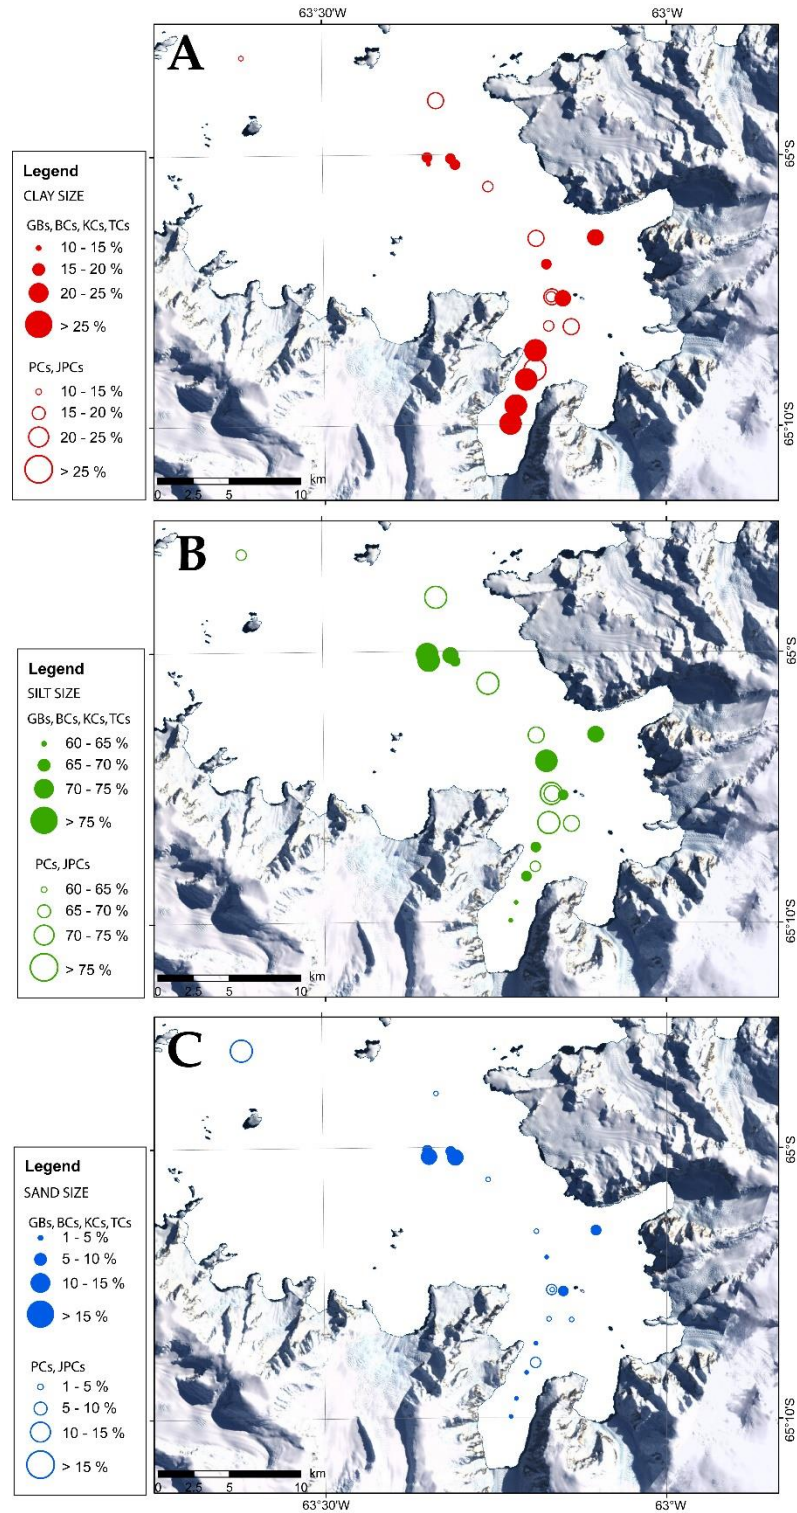 63°30'W
63°W
A
65°S
Legend
CLAY SIZE
GBs, BCs, KCs, TCs
10 - 15 %
15 - 20 %
20 - 25 %
> 25 %
PCs, JPCs
10 - 15 %
15 - 20 %
20 - 25 %
> 25 %
65°10'S
km
0 2.5 5 10
B
65°S
Legend
SILT SIZE
GBs, BCs, KCs, TCs
60 - 65 %
65 - 70 %
70 - 75 %
> 75 %
PCs, JPCs
60 - 65 %
65 - 70 %
70 - 75 %
> 75 %
65°10'S
km
0 2.5 5 10
C
65°S
Legend
SAND SIZE
GBs, BCs, KCs, TCs
1 - 5 %
5 - 10 %
10 - 15 %
> 15 %
PCs, JPCs
1 - 5 %
5 - 10 %
10 - 15 %
> 15 %
65°10'S
km
0 2.5 5 10
63°30'W
63°W